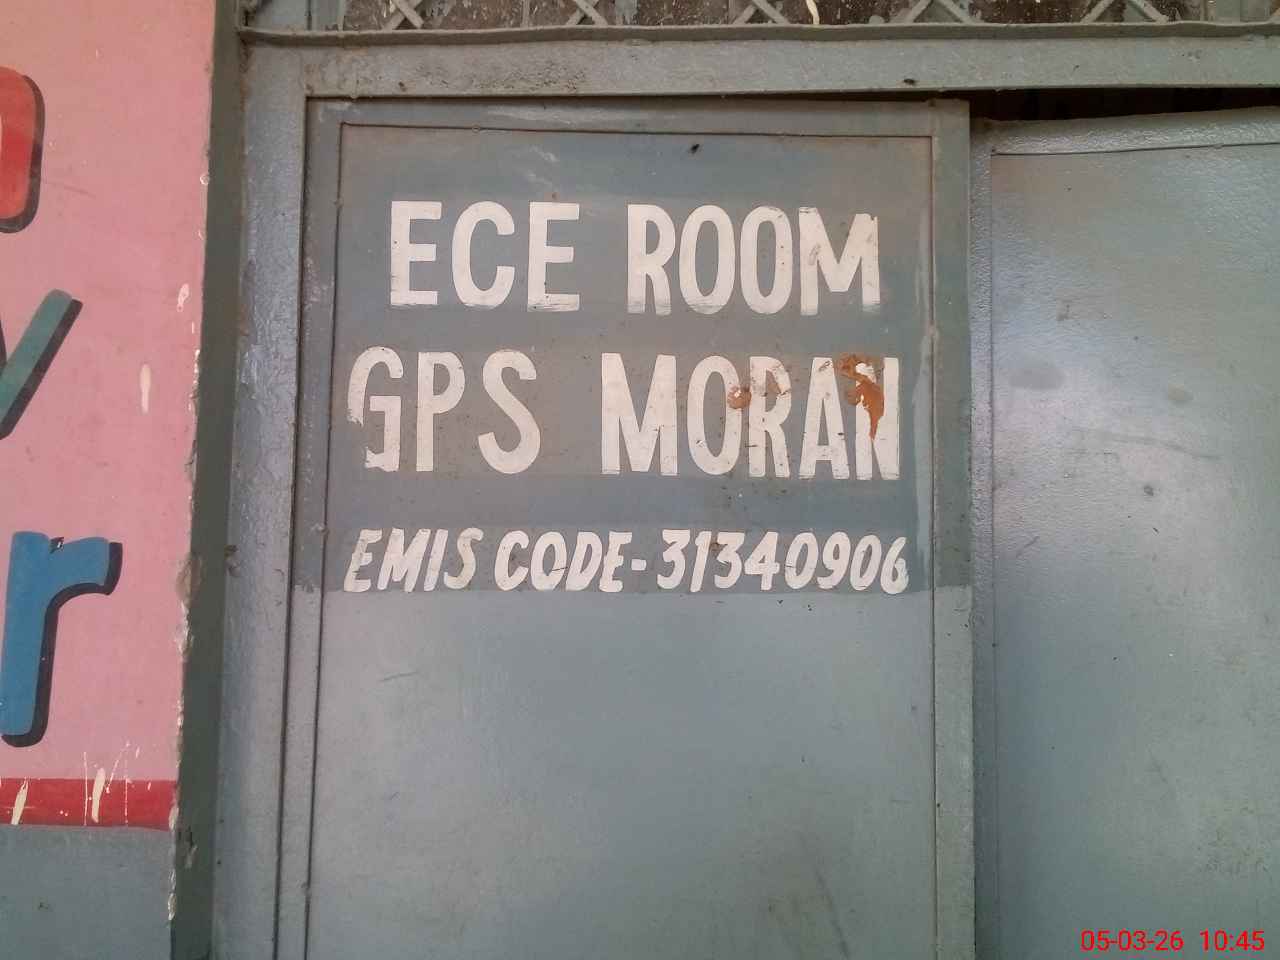 ECE ROOM
GPS MORAN
EMIS CODE-31340906
y
r
05-03-26 10:45